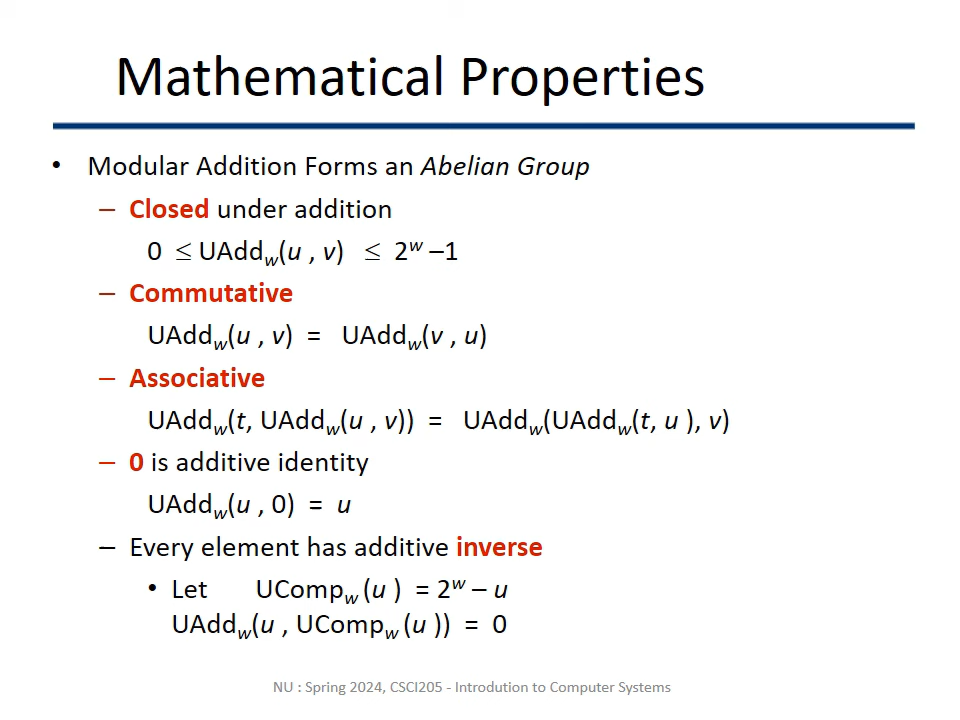 Mathematical Properties
• Modular Addition Forms an Abelian Group
– Closed under addition
0 ≤ UAddw(u , v) ≤ 2^w –1
– Commutative
UAddw(u , v) = UAddw(v , u)
– Associative
UAddw(t, UAddw(u , v)) = UAddw(UAddw(t, u ), v)
– 0 is additive identity
UAddw(u , 0) = u
– Every element has additive inverse
• Let UCompw (u ) = 2^w – u
UAddw(u , UCompw (u )) = 0
NU : Spring 2024, CSCI205 - Introdution to Computer Systems